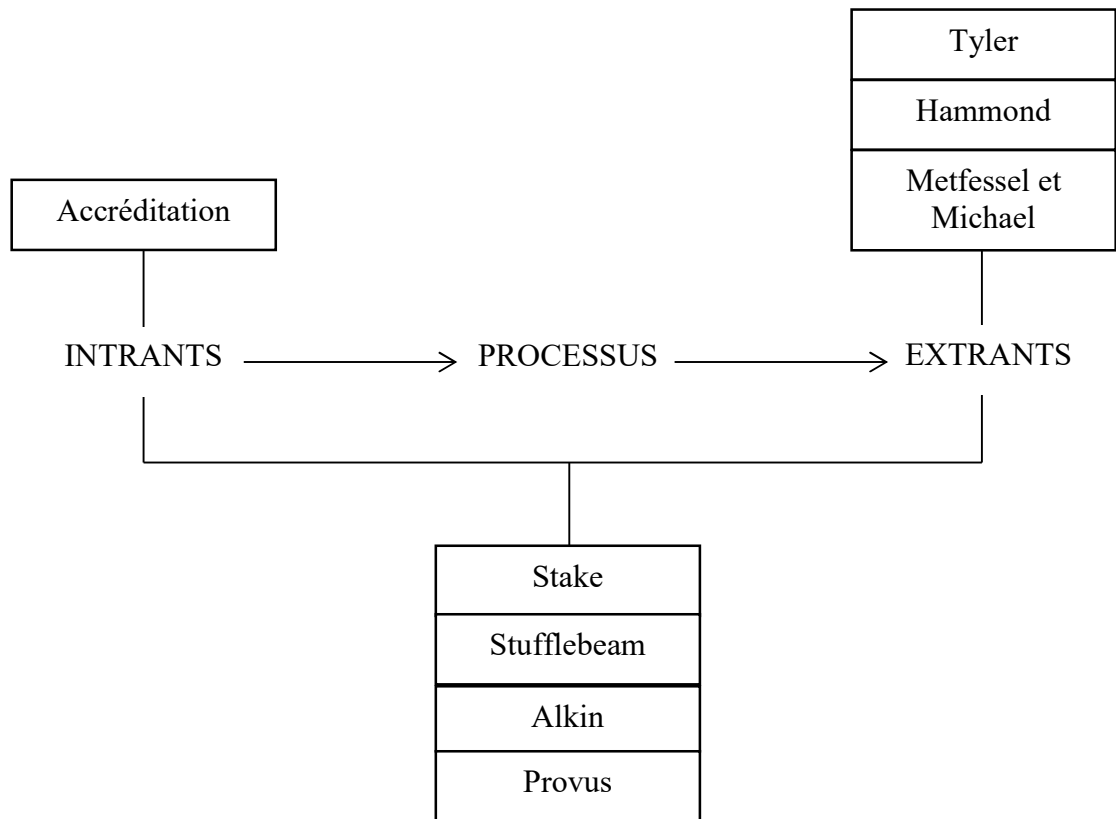 Tyler
Hammond
Metfessel et
Michael
Accréditation
INTRANTS
PROCESSUS
EXTRANTS
Stake
Stufflebeam
Alkin
Provus